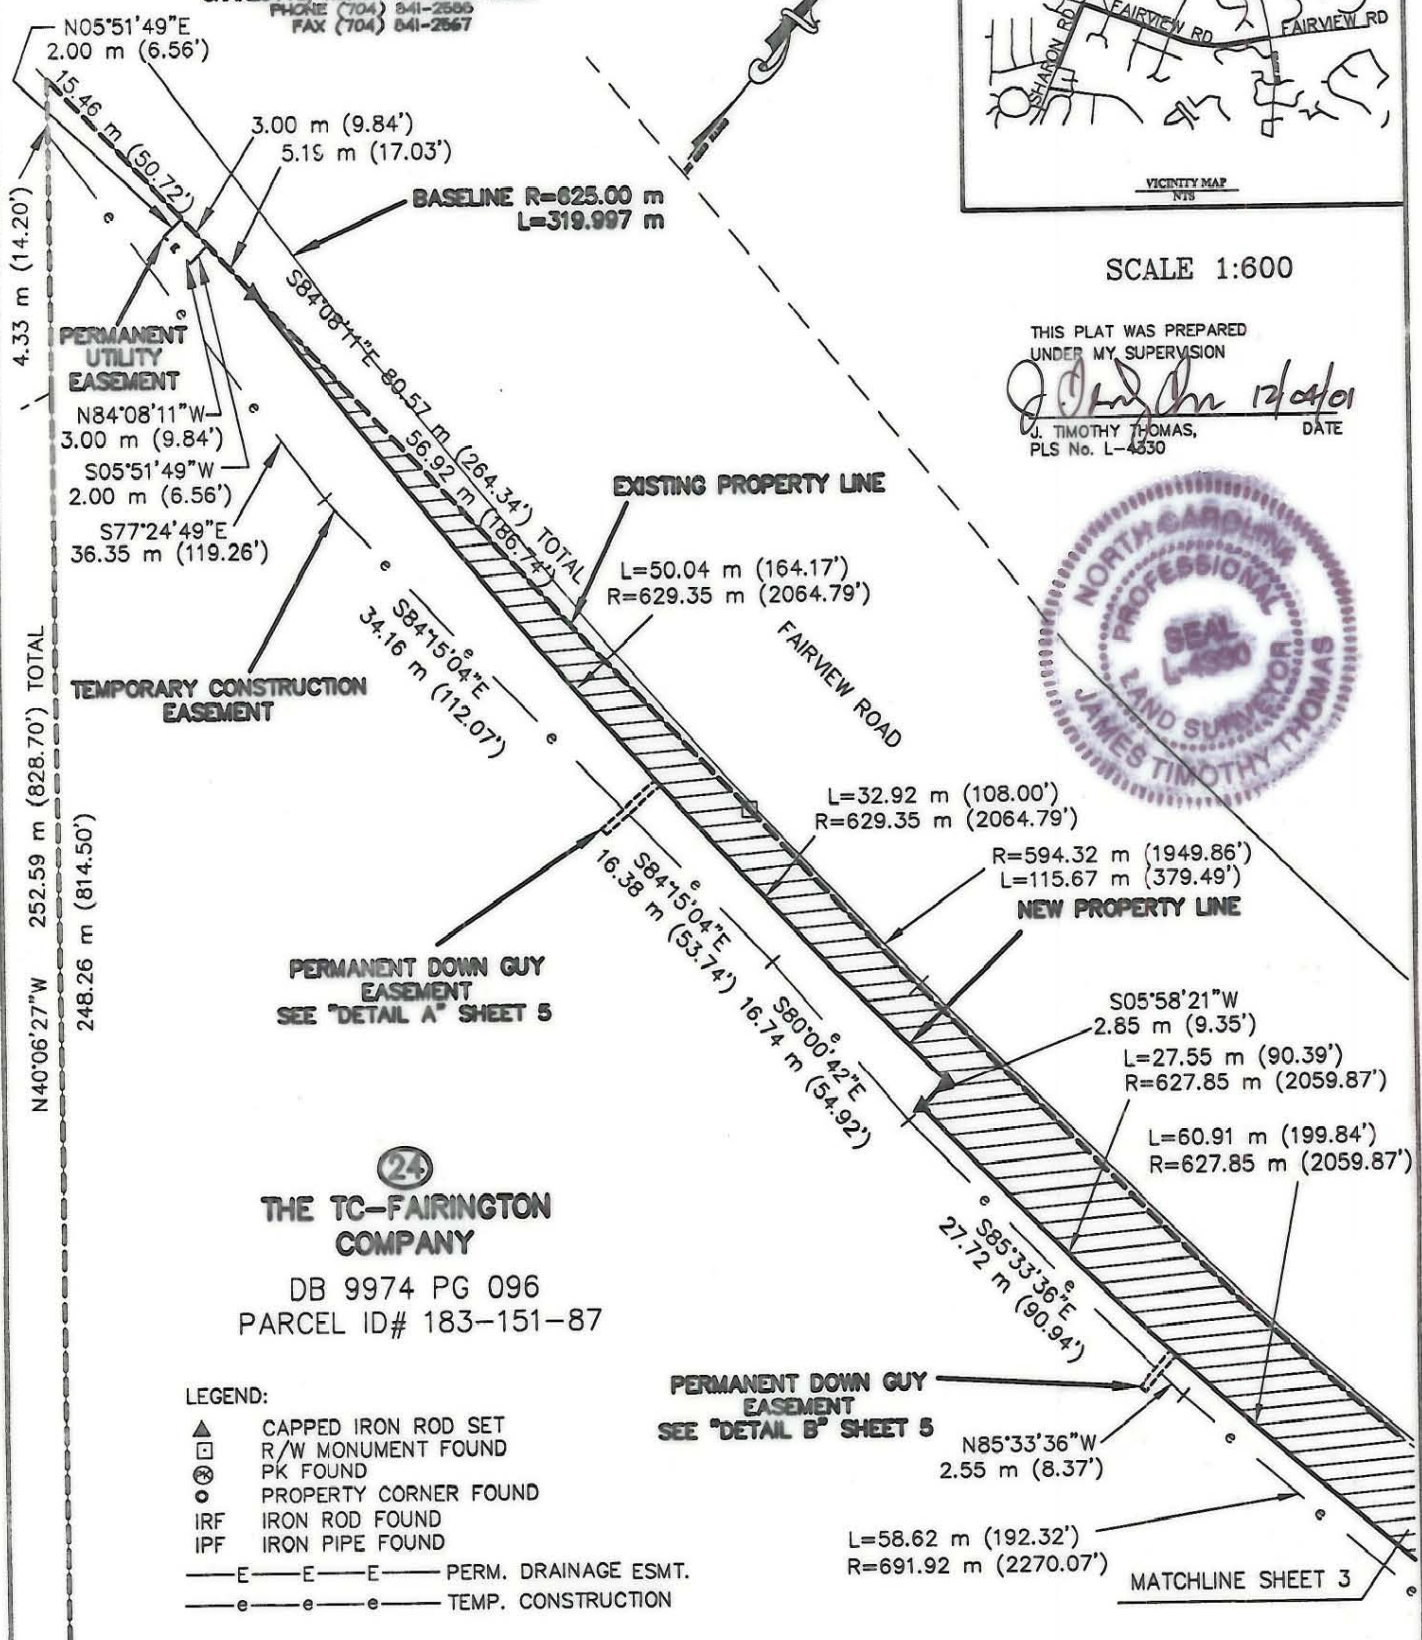 PHONE (704) 841-2588
FAX (704) 841-2567
N05°51'49"E
2.00 m (6.56')
15.46 m (50.72')
3.00 m (9.84')
5.19 m (17.03')
BASELINE R=625.00 m
L=319.997 m
4.33 m (14.20')
PERMANENT
UTILITY
EASEMENT
N84°08'11"W
3.00 m (9.84')
S05°51'49"W
2.00 m (6.56')
S77°24'49"E
36.35 m (119.26')
S84°08'11"E 80.57 m (264.34') TOTAL
56.92 m (186.74')
EXISTING PROPERTY LINE
L=50.04 m (164.17')
R=629.35 m (2064.79')
FAIRVIEW ROAD
S84°15'04"E
34.16 m (112.07')
TEMPORARY CONSTRUCTION
EASEMENT
N40°06'27"W 252.59 m (828.70') TOTAL
248.26 m (814.50')
L=32.92 m (108.00')
R=629.35 m (2064.79')
R=594.32 m (1949.86')
L=115.67 m (379.49')
NEW PROPERTY LINE
S84°15'04"E
16.38 m (53.74')
S80°00'42"E
16.74 m (54.92')
PERMANENT DOWN GUY
EASEMENT
SEE "DETAIL A" SHEET 5
S05°58'21"W
2.85 m (9.35')
L=27.55 m (90.39')
R=627.85 m (2059.87')
L=60.91 m (199.84')
R=627.85 m (2059.87')
24
THE TC-FAIRINGTON
COMPANY
DB 9974 PG 096
PARCEL ID# 183-151-87
S85°33'36"E
27.72 m (90.94')
PERMANENT DOWN GUY
EASEMENT
SEE "DETAIL B" SHEET 5
N85°33'36"W
2.55 m (8.37')
L=58.62 m (192.32')
R=691.92 m (2270.07')
MATCHLINE SHEET 3
LEGEND:
CAPPED IRON ROD SET
R/W MONUMENT FOUND
PK PK FOUND
PROPERTY CORNER FOUND
IRF IRON ROD FOUND
IPF IRON PIPE FOUND
E E E PERM. DRAINAGE ESMT.
e e e TEMP. CONSTRUCTION
SHARON RD
FAIRVIEW RD
FAIRVIEW RD
VICINITY MAP
NTS
SCALE 1:600
THIS PLAT WAS PREPARED
UNDER MY SUPERVISION
12/04/01
J. TIMOTHY THOMAS,
DATE
PLS No. L-4330
NORTH CAROLINA
PROFESSIONAL
SEAL
L-4330
LAND SURVEYOR
JAMES TIMOTHY THOMAS